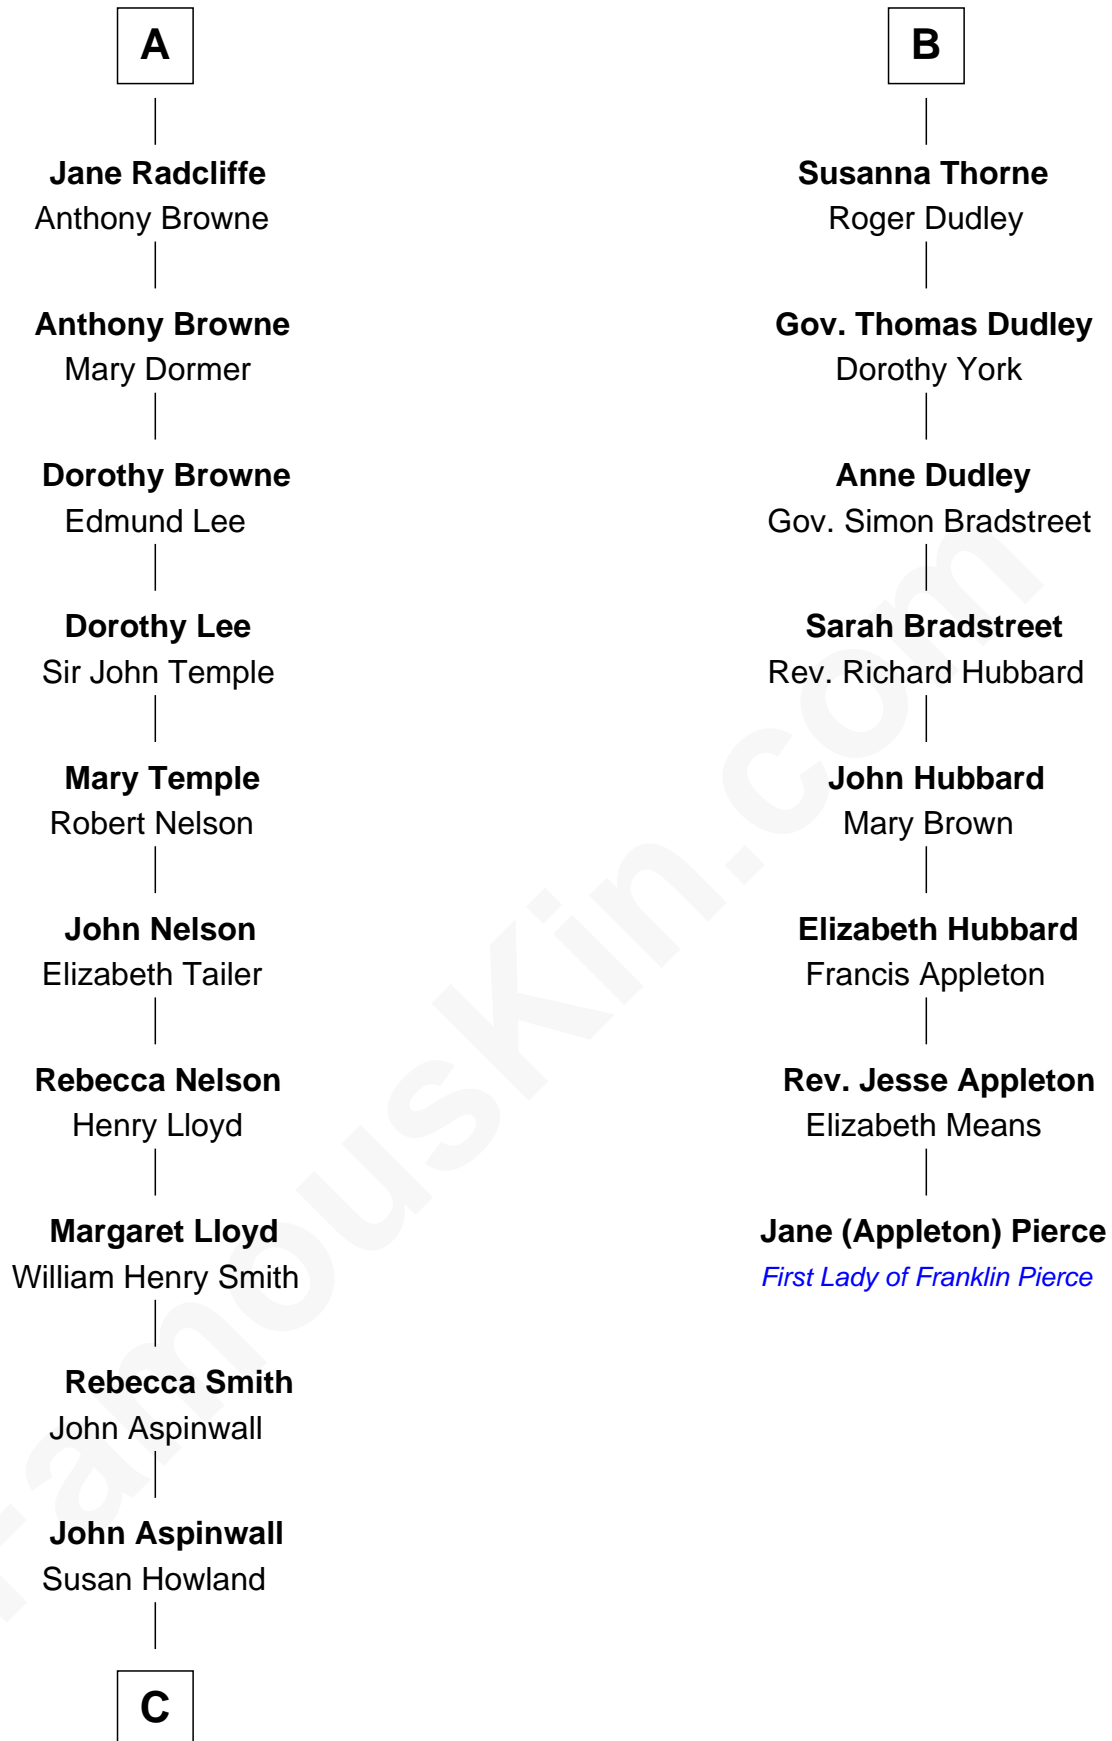 A
Jane Radcliffe
Anthony Browne
Anthony Browne
Mary Dormer
Dorothy Browne
Edmund Lee
Dorothy Lee
Sir John Temple
Mary Temple
Robert Nelson
John Nelson
Elizabeth Tailer
Rebecca Nelson
Henry Lloyd
Margaret Lloyd
William Henry Smith
Rebecca Smith
John Aspinwall
John Aspinwall
Susan Howland
C
B
Susanna Thorne
Roger Dudley
Gov. Thomas Dudley
Dorothy York
Anne Dudley
Gov. Simon Bradstreet
Sarah Bradstreet
Rev. Richard Hubbard
John Hubbard
Mary Brown
Elizabeth Hubbard
Francis Appleton
Rev. Jesse Appleton
Elizabeth Means
Jane (Appleton) Pierce
First Lady of Franklin Pierce
FamousKin.com